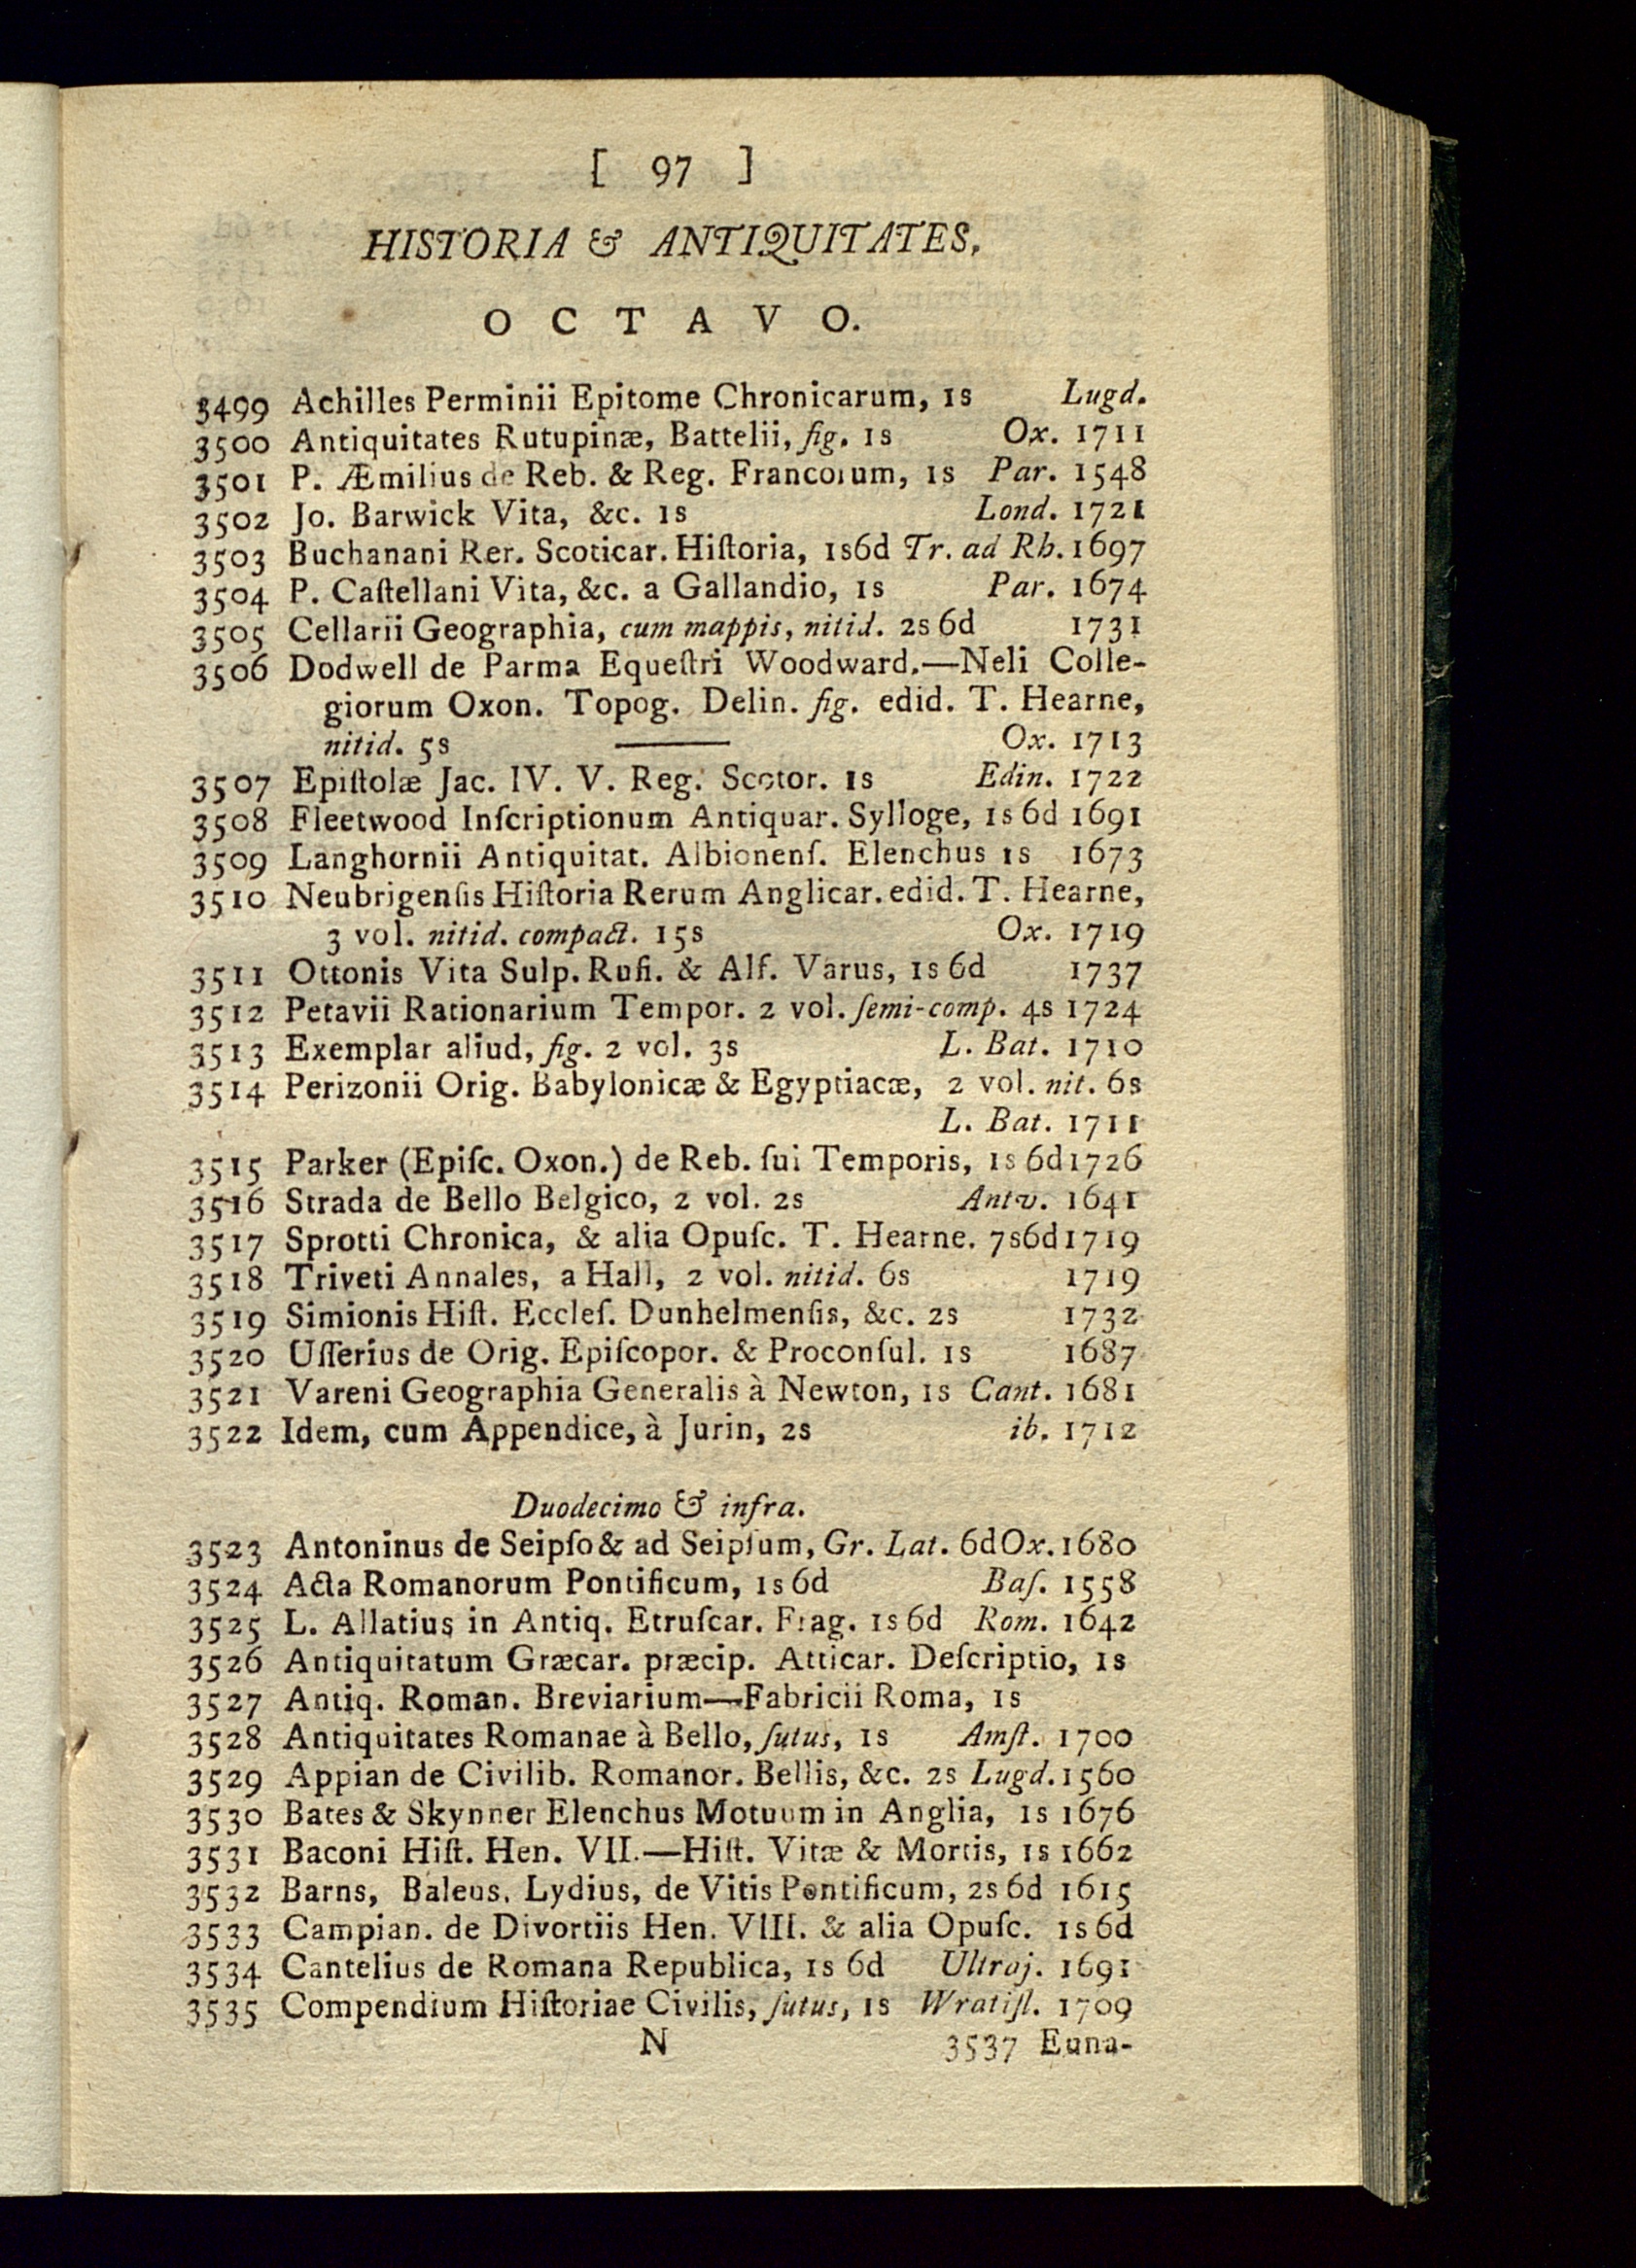 [ 97 ]
HISTORIA & ANTIQUITATES,
O C T A V O.
3499 Achilles Perminii Epitome Chronicarum, 1s Lugd.
3500 Antiquitates Rutupinæ, Battelii, fig. 1s Ox. 1711
3501 P. Æmilius de Reb. & Reg. Francorum, 1s Par. 1548
3502 Jo. Barwick Vita, &c. 1s Lond. 1721
3503 Buchanani Rer. Scoticar. Hiſtoria, 1s6d Tr. ad Rh. 1697
3504 P. Caſtellani Vita, &c. a Gallandio, 1s Par. 1674
3505 Cellarii Geographia, cum mappis, nitid. 2s 6d 1731
3506 Dodwell de Parma Equeſtri Woodward.—Neli Colle-
giorum Oxon. Topog. Delin. fig. edid. T. Hearne,
nitid. 5s ——— Ox. 1713
3507 Epiſtolæ Jac. IV. V. Reg. Scotor. 1s Edin. 1722
3508 Fleetwood Inſcriptionum Antiquar. Sylloge, 1s 6d 1691
3509 Langhornii Antiquitat. Albionenſ. Elenchus 1s 1673
3510 Neubrigenſis Hiſtoria Rerum Anglicar. edid. T. Hearne,
3 vol. nitid. compact. 15s Ox. 1719
3511 Ottonis Vita Sulp. Rufi. & Alf. Varus, 1s 6d 1737
3512 Petavii Rationarium Tempor. 2 vol. ſemi-comp. 4s 1724
3513 Exemplar aliud, fig. 2 vol. 3s L. Bat. 1710
3514 Perizonii Orig. Babylonicæ & Egyptiacæ, 2 vol. nit. 6s
L. Bat. 1711
3515 Parker (Epiſc. Oxon.) de Reb. ſui Temporis, 1s 6d 1726
3516 Strada de Bello Belgico, 2 vol. 2s Antv. 1641
3517 Sprotti Chronica, & alia Opuſc. T. Hearne. 7s6d 1719
3518 Triveti Annales, a Hall, 2 vol. nitid. 6s 1719
3519 Simionis Hiſt. Eccleſ. Dunhelmenſis, &c. 2s 1732
3520 Uſſerius de Orig. Epiſcopor. & Proconſul. 1s 1687
3521 Vareni Geographia Generalis à Newton, 1s Cant. 1681
3522 Idem, cum Appendice, à Jurin, 2s ib. 1712
Duodecimo & infra.
3523 Antoninus de Seipſo & ad Seipſum, Gr. Lat. 6d Ox. 1680
3524 Acta Romanorum Pontificum, 1s 6d Baſ. 1558
3525 L. Allatius in Antiq. Etruſcar. Frag. 1s 6d Rom. 1642
3526 Antiquitatum Græcar. præcip. Atticar. Deſcriptio, 1s
3527 Antiq. Roman. Breviarium—Fabricii Roma, 1s
3528 Antiquitates Romanae à Bello, ſutus, 1s Amſt. 1700
3529 Appian de Civilib. Romanor. Bellis, &c. 2s Lugd. 1560
3530 Bates & Skynner Elenchus Motuum in Anglia, 1s 1676
3531 Baconi Hiſt. Hen. VII.—Hiſt. Vitæ & Mortis, 1s 1662
3532 Barns, Baleus, Lydius, de Vitis Pontificum, 2s 6d 1615
3533 Campian. de Divortiis Hen. VIII. & alia Opuſc. 1s 6d
3534 Cantelius de Romana Republica, 1s 6d Ultraj. 1691
3535 Compendium Hiſtoriae Civilis, ſutus, 1s Wratiſl. 1709
N 3537 Euna-